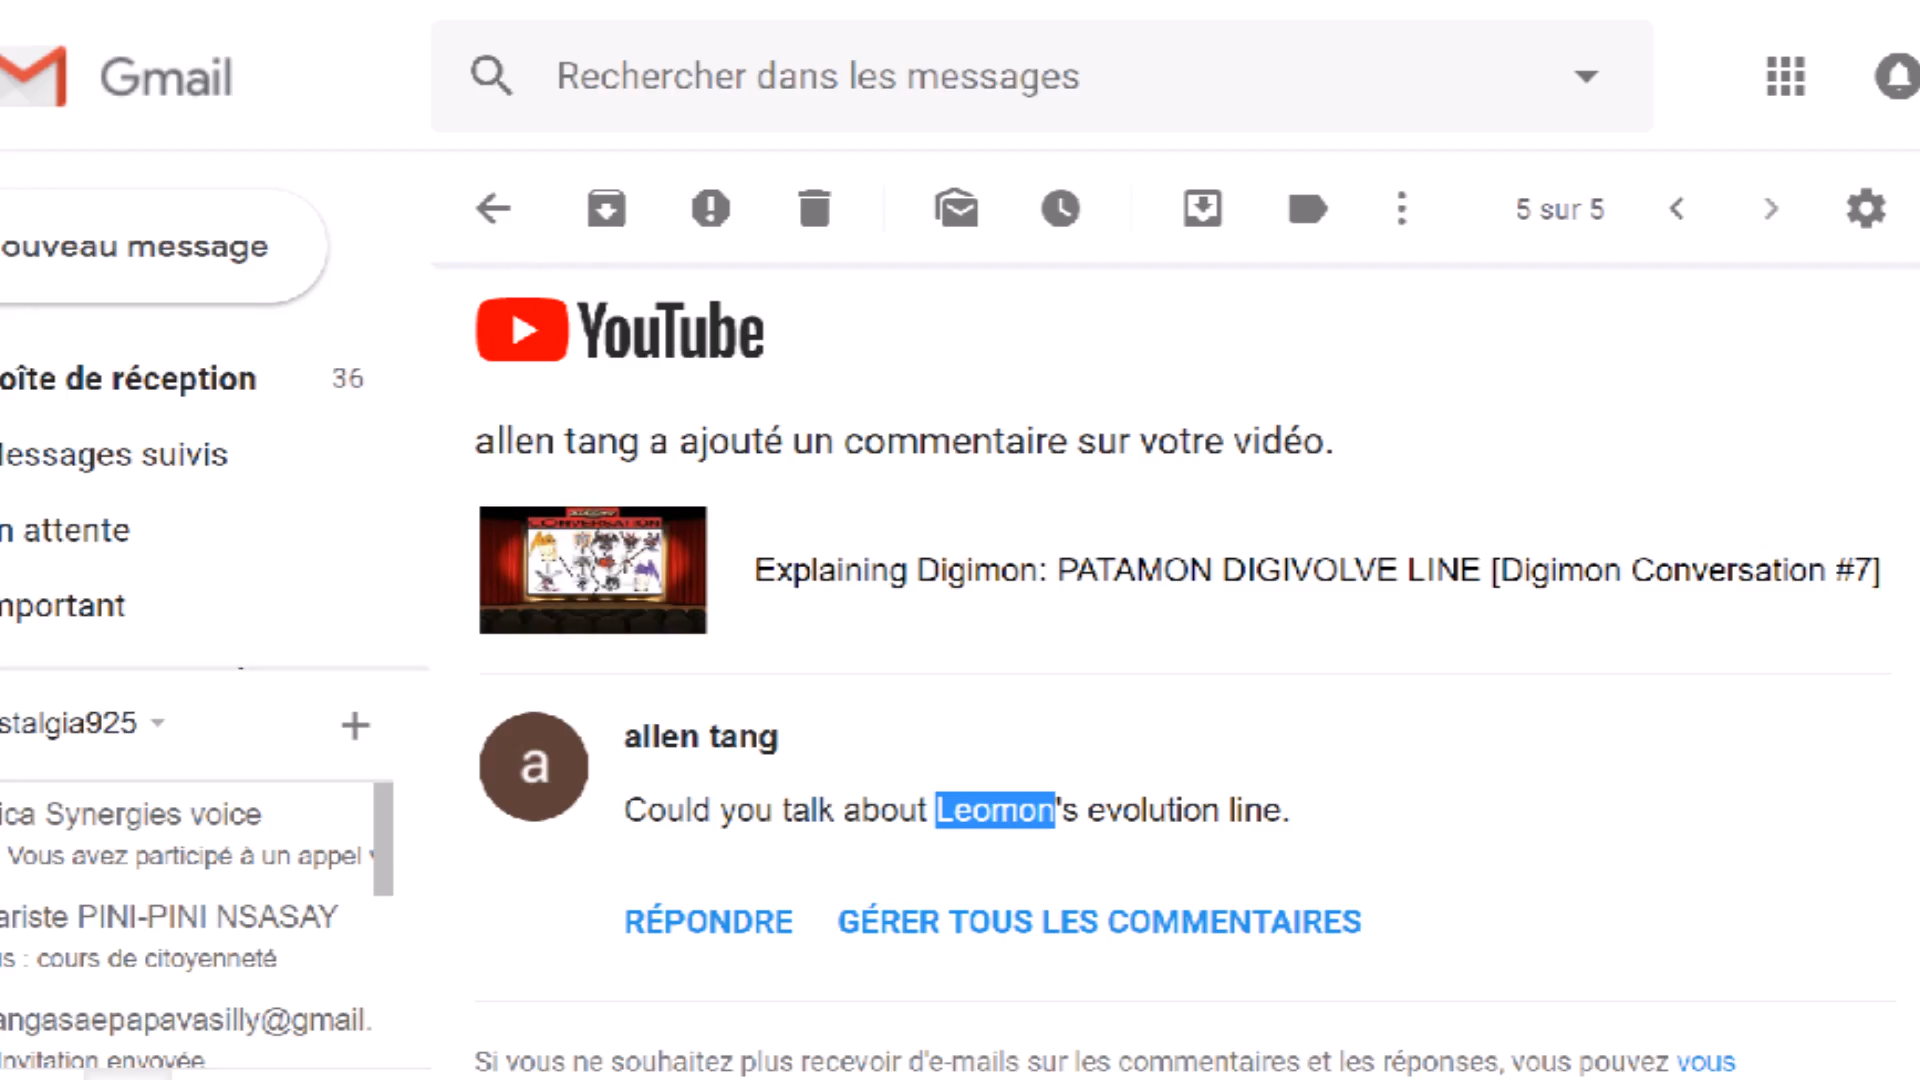 Gmail
Rechercher dans les messages
ouveau message
5 sur 5
YouTube
oîte de réception 36
essages suivis
n attente
mportant
allen tang a ajouté un commentaire sur votre vidéo.
CONVERSATION
Explaining Digimon: PATAMON DIGIVOLVE LINE [Digimon Conversation #7]
stalgia925
ica Synergies voice
Vous avez participé à un appel
ariste PINI-PINI NSASAY
us : cours de citoyenneté
angasaepapavasilly@gmail.
Invitation envoyée
a
allen tang
Could you talk about Leomon's evolution line.
RÉPONDRE GÉRER TOUS LES COMMENTAIRES
Si vous ne souhaitez plus recevoir d'e-mails sur les commentaires et les réponses, vous pouvez vous